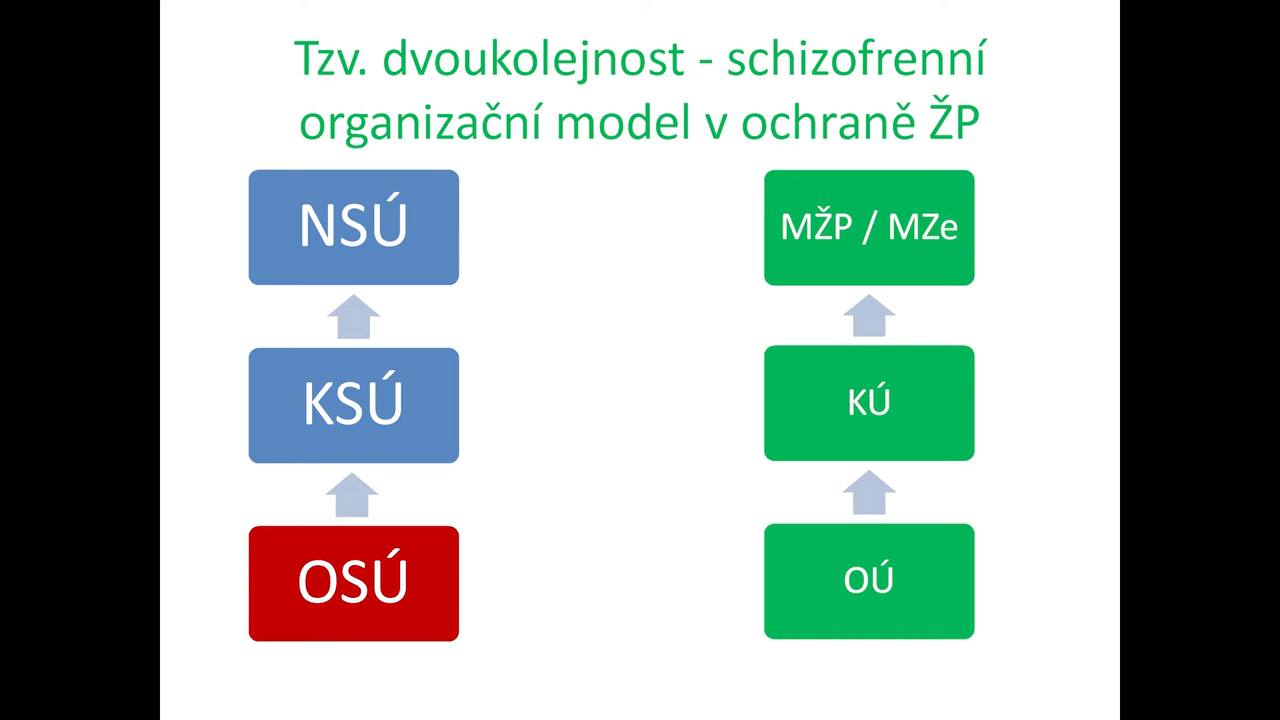 Tzv. dvoukolejnost - schizofrenní
organizační model v ochraně ŽP
NSÚ
KSÚ
OSÚ
MŽP / MZe
KÚ
OÚ